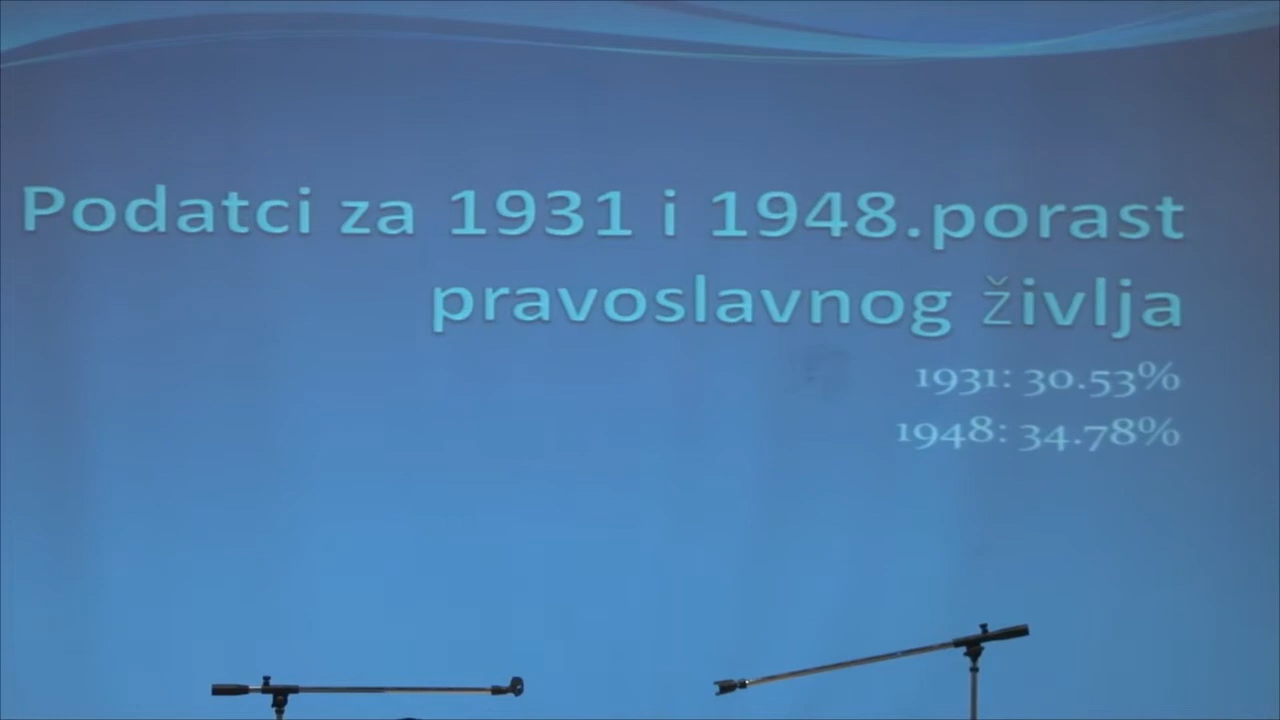 Podatci za 1931 i 1948.porast
pravoslavnog življa
1931: 30.53%
1948: 34.78%